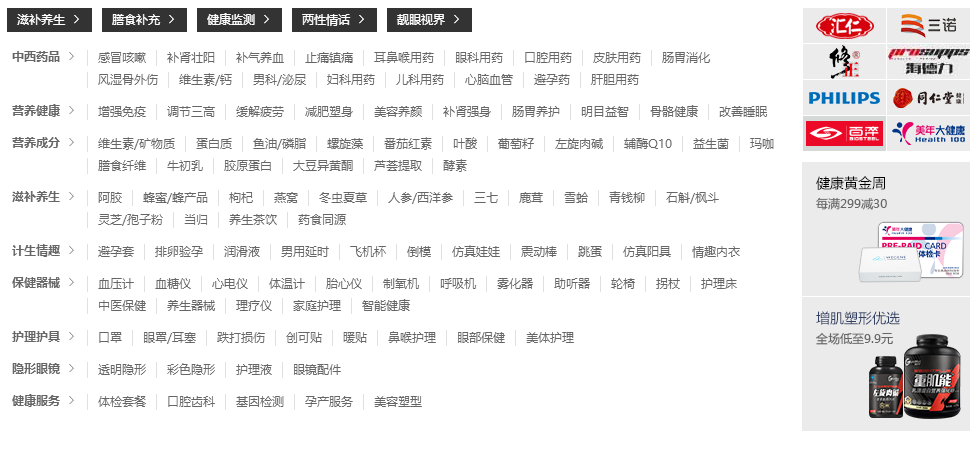 滋补养生 > 膳食补充 > 健康监测 > 两性情话 > 靓眼视界 >
中西药品 > 感冒咳嗽 补肾壮阳 补气养血 止痛镇痛 耳鼻喉用药 眼科用药 口腔用药 皮肤用药 肠胃消化
风湿骨外伤 维生素/钙 男科/泌尿 妇科用药 儿科用药 心脑血管 避孕药 肝胆用药
营养健康 > 增强免疫 调节三高 缓解疲劳 减肥塑身 美容养颜 补肾强身 肠胃养护 明目益智 骨骼健康 改善睡眠
营养成分 > 维生素/矿物质 蛋白质 鱼油/磷脂 螺旋藻 番茄红素 叶酸 葡萄籽 左旋肉碱 辅酶Q10 益生菌 玛咖
膳食纤维 牛初乳 胶原蛋白 大豆异黄酮 芦荟提取 酵素
滋补养生 > 阿胶 蜂蜜/蜂产品 枸杞 燕窝 冬虫夏草 人参/西洋参 三七 鹿茸 雪蛤 青钱柳 石斛/枫斗
灵芝/孢子粉 当归 养生茶饮 药食同源
计生情趣 > 避孕套 排卵验孕 润滑液 男用延时 飞机杯 倒模 仿真娃娃 震动棒 跳蛋 仿真阳具 情趣内衣
保健器械 > 血压计 血糖仪 心电仪 体温计 胎心仪 制氧机 呼吸机 雾化器 助听器 轮椅 拐杖 护理床
中医保健 养生器械 理疗仪 家庭护理 智能健康
护理护具 > 口罩 眼罩/耳塞 跌打损伤 创可贴 暖贴 鼻喉护理 眼部保健 美体护理
隐形眼镜 > 透明隐形 彩色隐形 护理液 眼镜配件
健康服务 > 体检套餐 口腔齿科 基因检测 孕产服务 美容塑型
汇仁 三诺
修正 prosupps
海德力
PHILIPS 同仁堂 健康
百泽
BIOSTEEL
美年大健康
Health 100
健康黄金周
每满299减30
美年大健康
PRE-PAID CARD
体检卡
增肌塑形优选
全场低至9.9元
重肌能
左旋肉碱